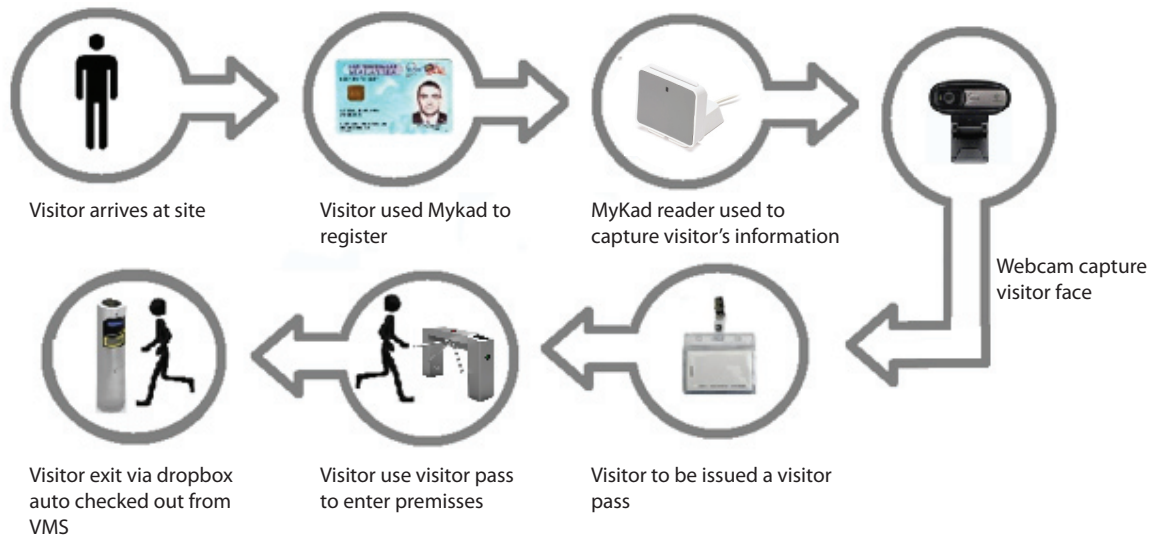 Visitor arrives at site
Visitor used Mykad to
register
MyKad reader used to
capture visitor's information
Webcam capture
visitor face
Visitor to be issued a visitor
pass
Visitor use visitor pass
to enter premisses
Visitor exit via dropbox
auto checked out from
VMS